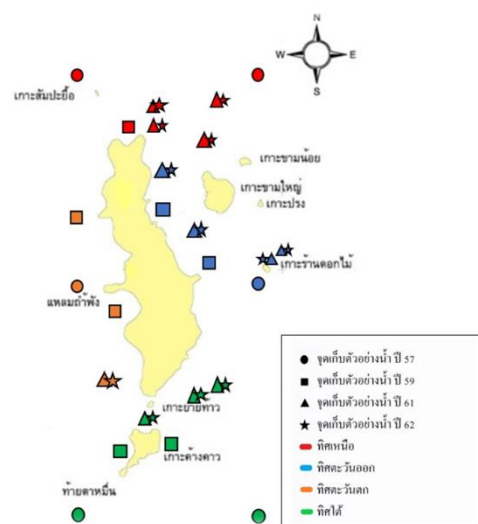 N
W E
S
เกาะสัมปะยื้อ
เกาะขามน้อย
เกาะขามใหญ่
เกาะปรง
เกาะร้านดอกไม้
แหลมถ้ำพัง
เกาะยายท้าว
เกาะค้างคาว
ท้ายตาหมื่น
จุดเก็บตัวอย่างน้ำ ปี 57
จุดเก็บตัวอย่างน้ำ ปี 59
จุดเก็บตัวอย่างน้ำ ปี 61
จุดเก็บตัวอย่างน้ำ ปี 62
ทิศเหนือ
ทิศตะวันออก
ทิศตะวันตก
ทิศใต้